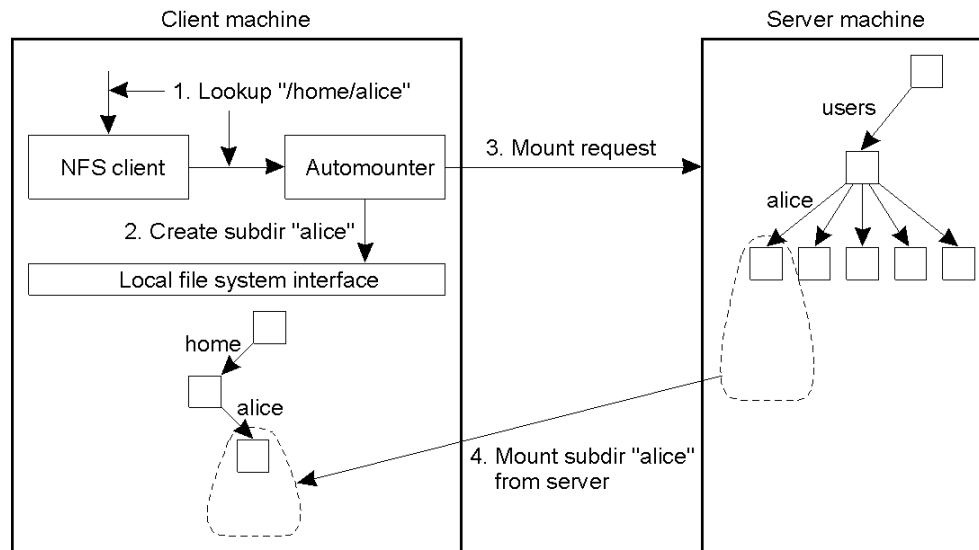 Client machine
Server machine
1. Lookup "/home/alice"
users
NFS client
Automounter
3. Mount request
alice
2. Create subdir "alice"
Local file system interface
home
alice
4. Mount subdir "alice"
from server